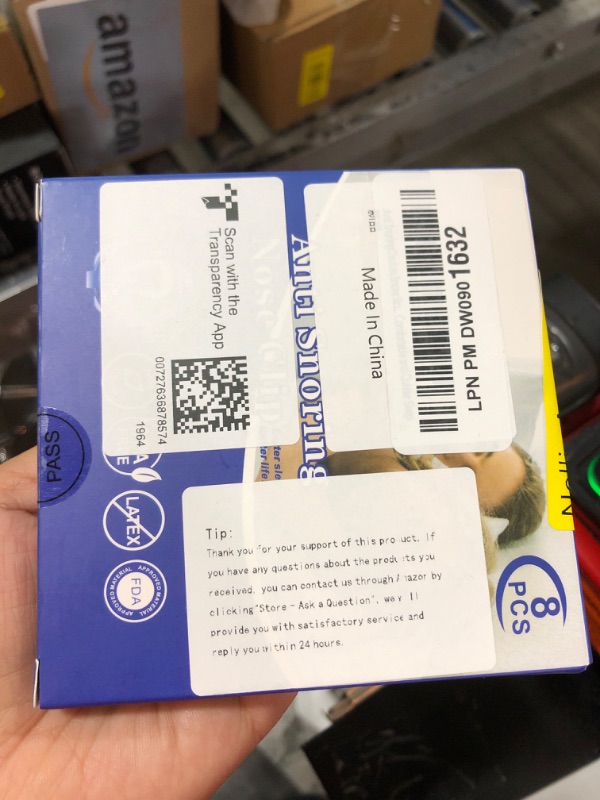 amazon
Scan with the
Transparency App
00727636878574
1964
Made In China
LPN PM DW0901632
Anti Snoring
Nose Clip
PASS
LATEX
FDA
APPROVED MATERIAL
APPROVED MATERIAL
8
PCS
Tip:
Thank you for your support of this product. If
you have any questions about the products you
received, you can contact us through Amazon by
clicking"Store - Ask a Question", we will
provide you with satisfactory service and
reply you within 24 hours.